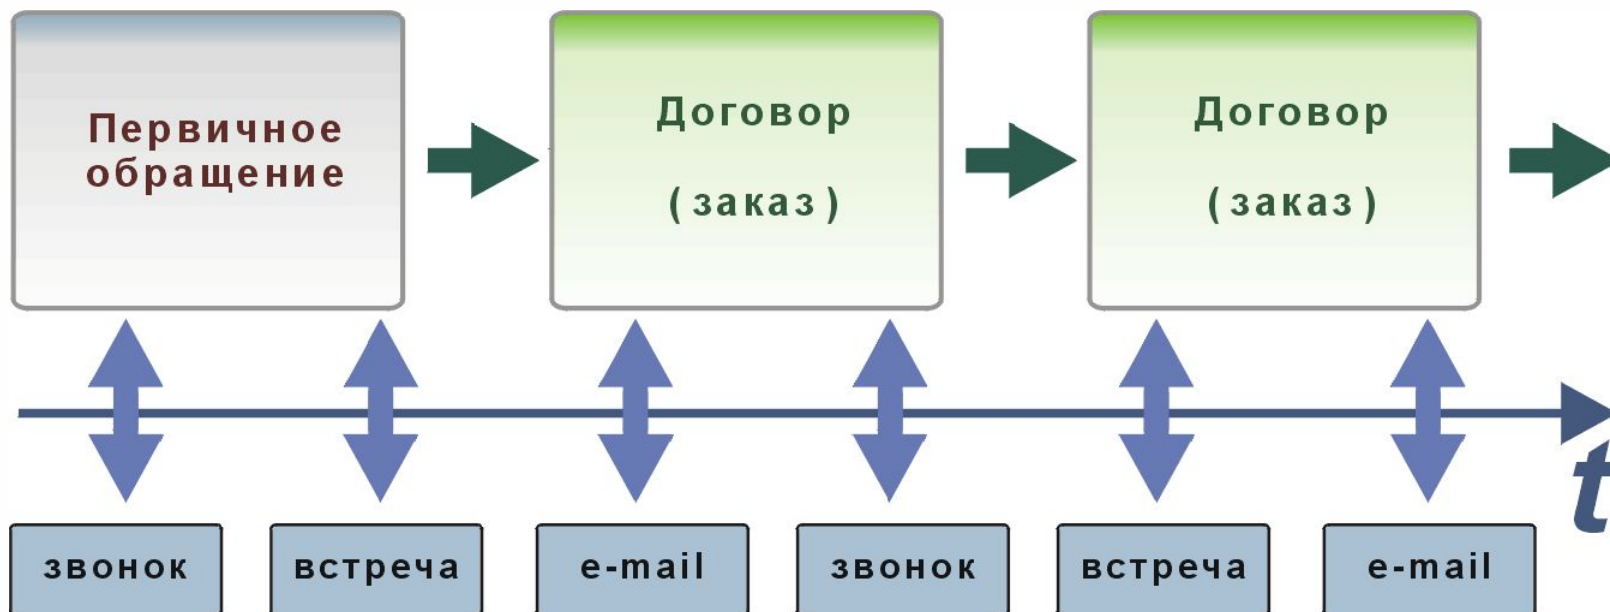 Первичное
обращение
Договор
(заказ)
Договор
(заказ)
t
звонок
встреча
e-mail
звонок
встреча
e-mail